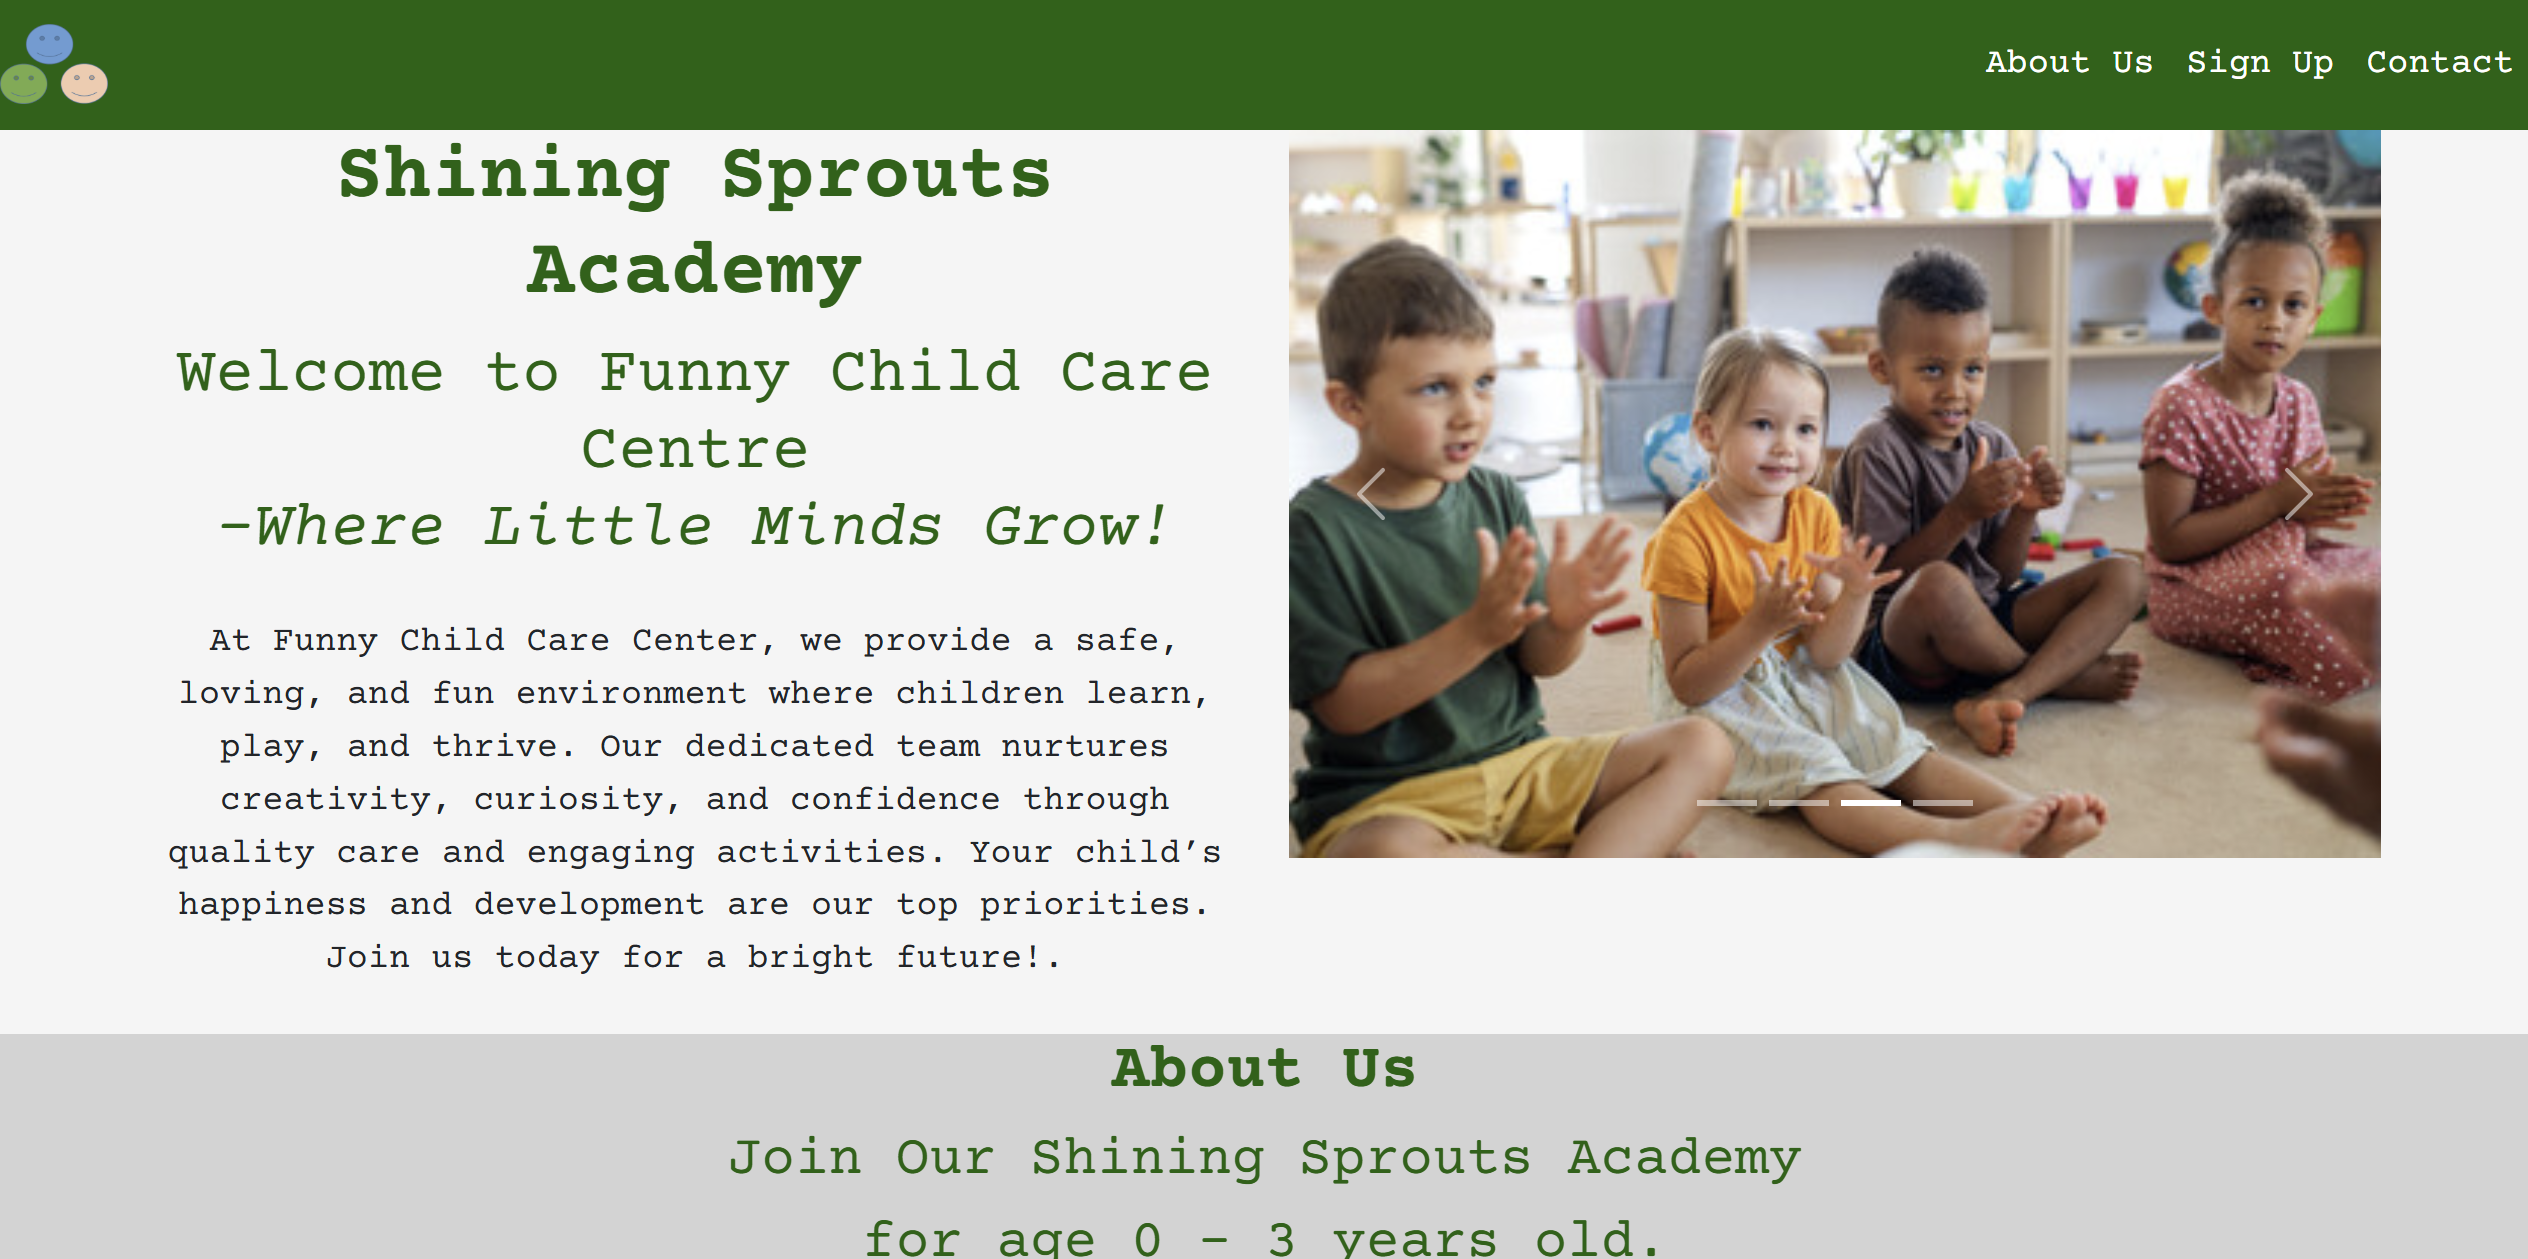 About Us Sign Up Contact
Shining Sprouts
Academy
Welcome to Funny Child Care
Centre
-Where Little Minds Grow!
At Funny Child Care Center, we provide a safe,
loving, and fun environment where children learn,
play, and thrive. Our dedicated team nurtures
creativity, curiosity, and confidence through
quality care and engaging activities. Your child’s
happiness and development are our top priorities.
Join us today for a bright future!.
About Us
Join Our Shining Sprouts Academy
for age 0 - 3 years old.